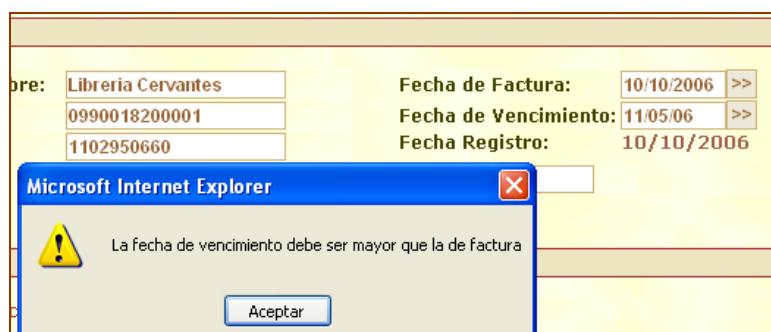 bre: Libreria Cervantes Fecha de Factura: 10/10/2006 >>
0990018200001 Fecha de Vencimiento: 11/05/06 >>
1102950660 Fecha Registro: 10/10/2006
Microsoft Internet Explorer
La fecha de vencimiento debe ser mayor que la de factura
Aceptar